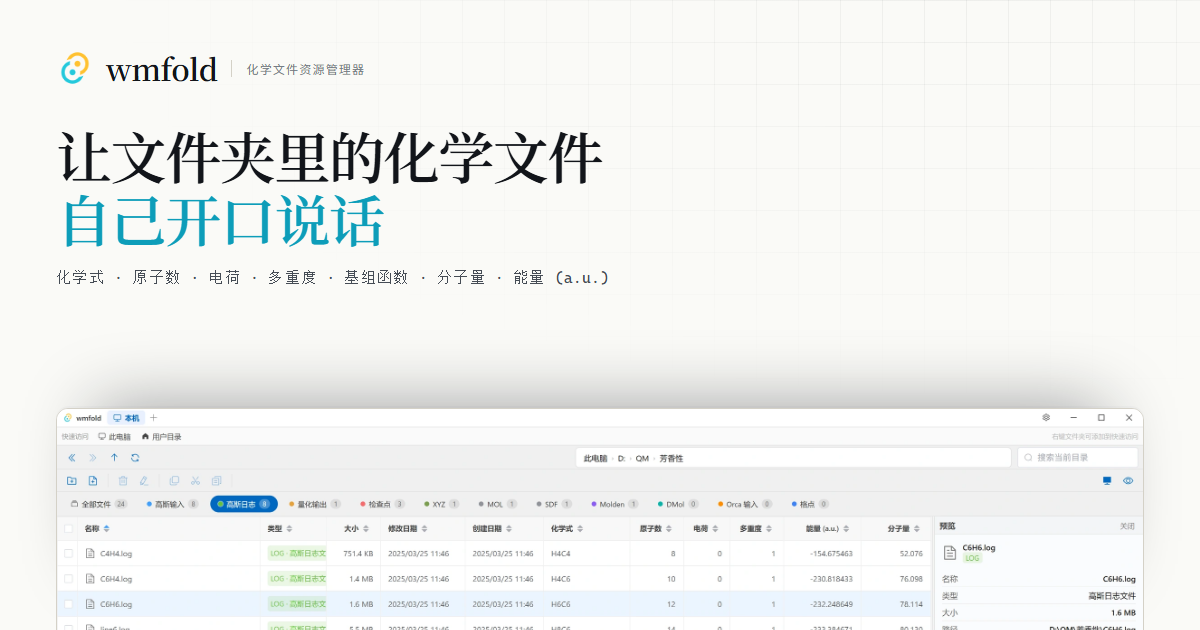 wmfold 化学文件资源管理器
让文件夹里的化学文件
自己开口说话
化学式 · 原子数 · 电荷 · 多重度 · 基组函数 · 分子量 · 能量 (a.u.)
wmfold 本机
快速访问 此电脑 用户目录 右键文件夹可添加到快速访问
此电脑 › D: › QM › 芳香性 搜索当前目录
全部文件 24 高斯输入 8 高斯日志 8 量化输出 1 检查点 3 XYZ 1 MOL 1 SDF 1 Molden 1 DMol 0 Orca 输入 0 格点 0
名称 类型 大小 修改日期 创建日期 化学式 原子数 电荷 多重度 能量 (a.u.) 分子量 预览 关闭
C4H4.log LOG · 高斯日志文 751.4 KB 2025/03/25 11:46 2025/03/25 11:46 H4C4 8 0 1 -154.675463 52.076
C6H6.log
LOG
C6H4.log LOG · 高斯日志文 1.4 MB 2025/03/25 11:46 2025/03/25 11:46 H4C6 10 0 1 -230.818433 76.098
名称 C6H6.log
类型 高斯日志文件
C6H6.log LOG · 高斯日志文 1.6 MB 2025/03/25 11:46 2025/03/25 11:46 H6C6 12 0 1 -232.248649 78.114
大小 1.6 MB